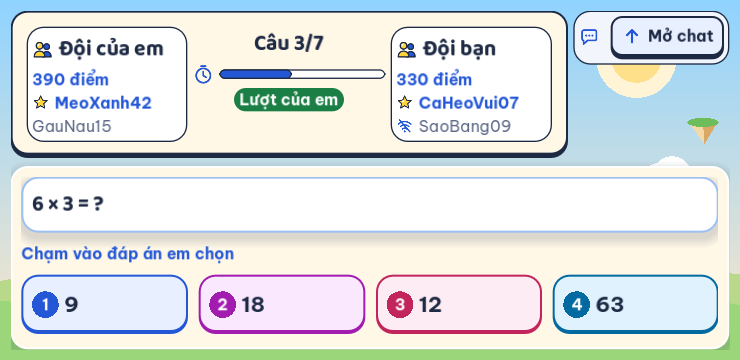 Đội của em
390 điểm
MeoXanh42
GauNau15
Câu 3/7
Lượt của em
Đội bạn
330 điểm
CaHeoVui07
SaoBang09
Mở chat
6 × 3 = ?
Chạm vào đáp án em chọn
1 9
2 18
3 12
4 63